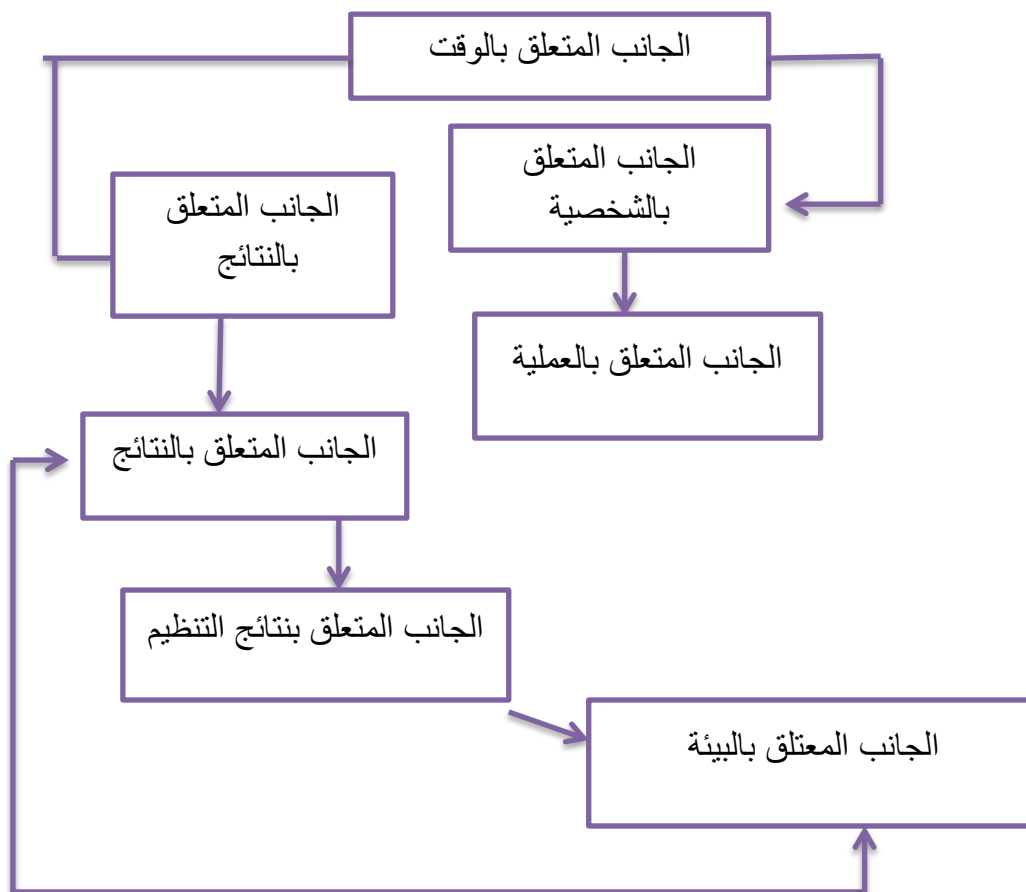 الجانب المتعلق بالوقت
الجانب المتعلق
بالشخصية
الجانب المتعلق
بالنتائج
الجانب المتعلق بالعملية
الجانب المتعلق بالنتائج
الجانب المتعلق بنتائج التنظيم
الجانب المعتلق بالبيئة